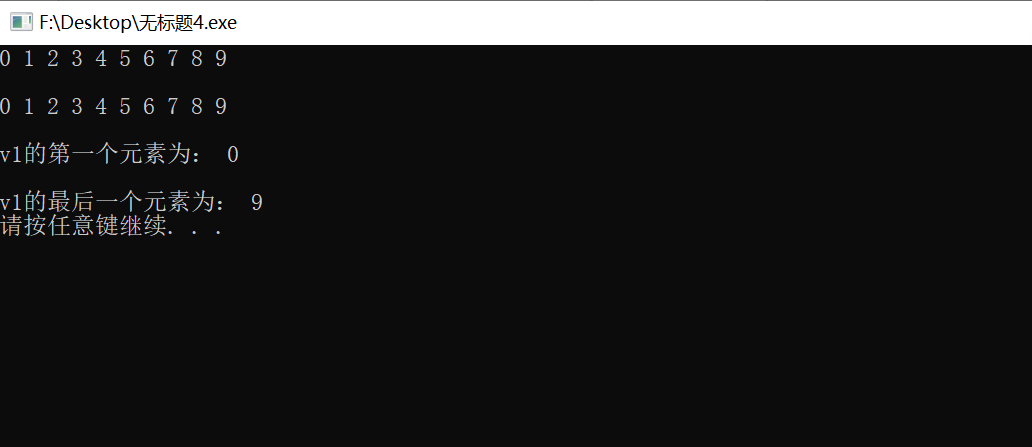 F:\Desktop\无标题4.exe
0 1 2 3 4 5 6 7 8 9
0 1 2 3 4 5 6 7 8 9
v1的第一个元素为： 0
v1的最后一个元素为： 9
请按任意键继续. . .